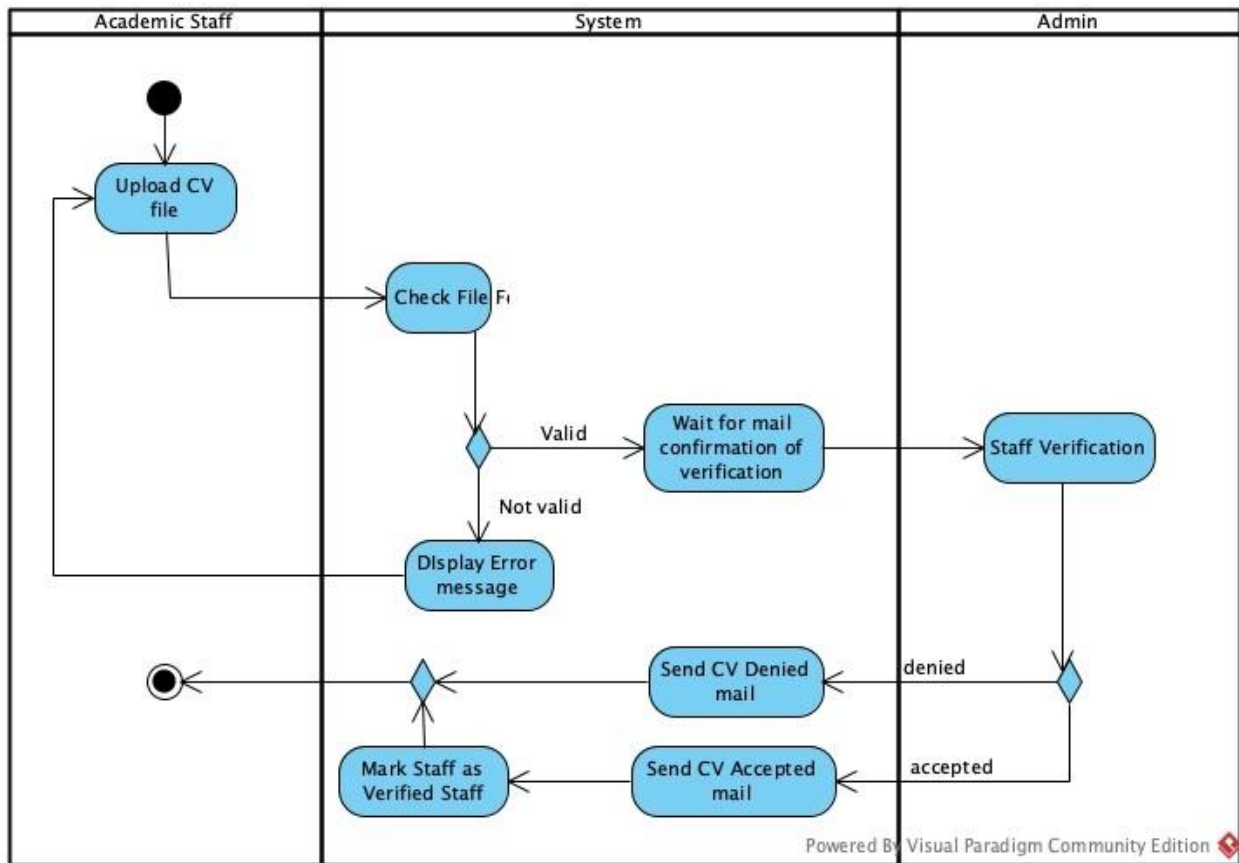 Academic Staff
System
Admin
Upload CV
file
Check File
Valid
Wait for mail
confirmation of
verification
Staff Verification
Not valid
DIsplay Error
message
Send CV Denied
mail
denied
Mark Staff as
Verified Staff
Send CV Accepted
mail
accepted
Powered By Visual Paradigm Community Edition